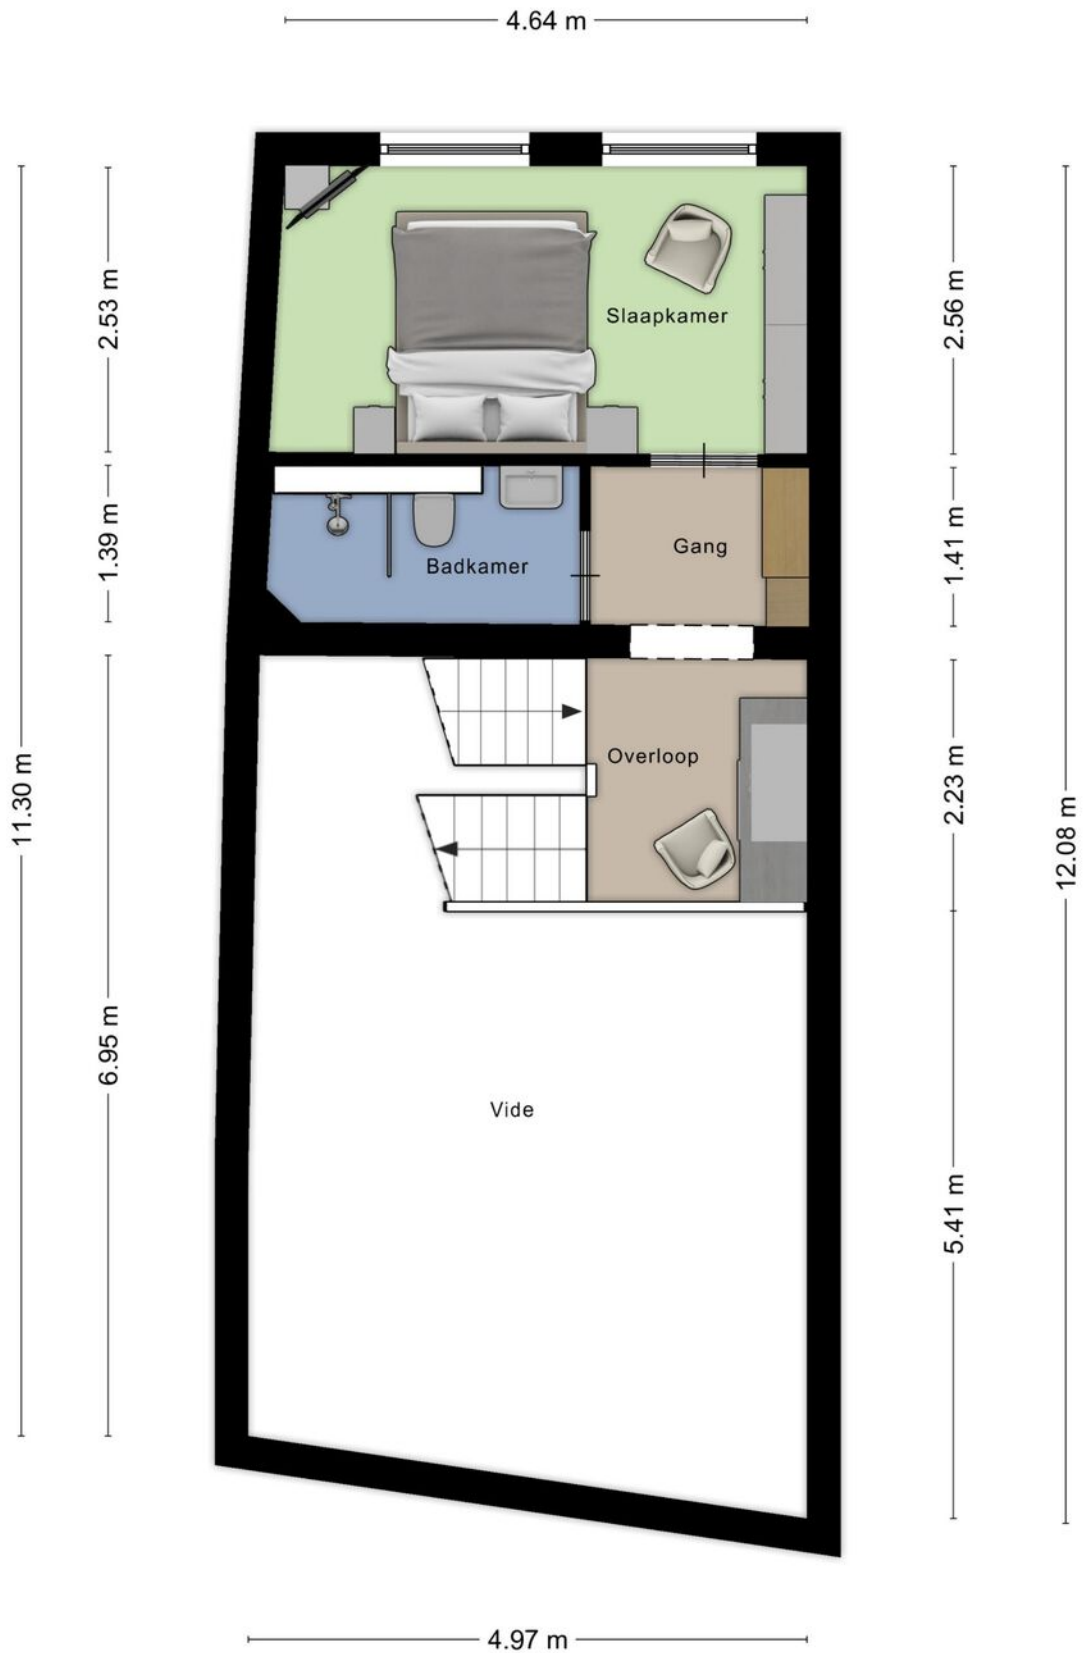 4.64 m
Slaapkamer
2.53 m
2.56 m
Badkamer
Gang
1.39 m
1.41 m
Overloop
11.30 m
2.23 m
12.08 m
6.95 m
Vide
5.41 m
4.97 m